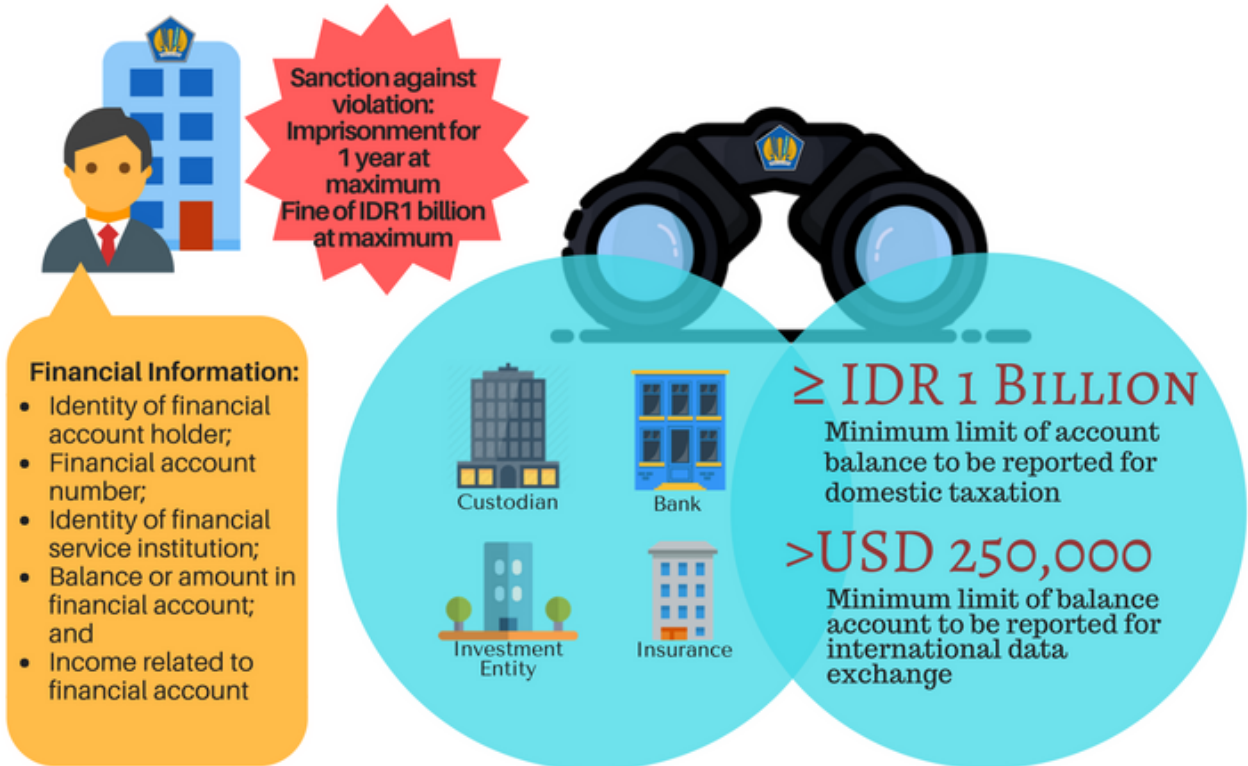 Sanction against
violation:
Imprisonment for
1 year at
maximum
Fine of IDR1 billion
at maximum
Financial Information:
• Identity of financial
account holder;
• Financial account
number;
• Identity of financial
service institution;
• Balance or amount in
financial account;
and
• Income related to
financial account
Custodian
Bank
Investment
Entity
Insurance
≥ IDR 1 Billion
Minimum limit of account
balance to be reported for
domestic taxation
>USD 250,000
Minimum limit of balance
account to be reported for
international data
exchange